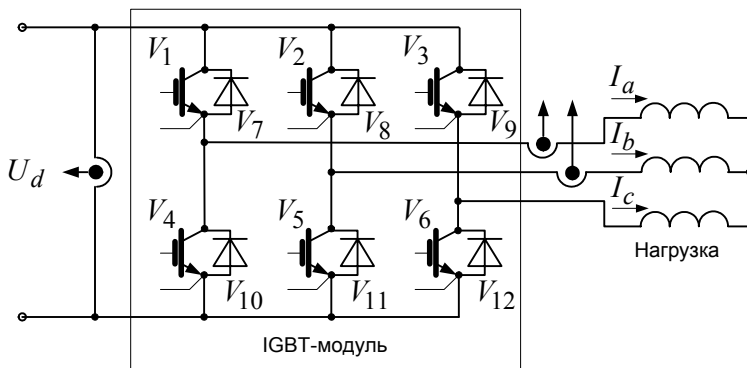 V1 V2 V3
Ia
V7 V8 V9
Ib
Ud
Ic
V4 V5 V6
Нагрузка
V10 V11 V12
IGBT-модуль